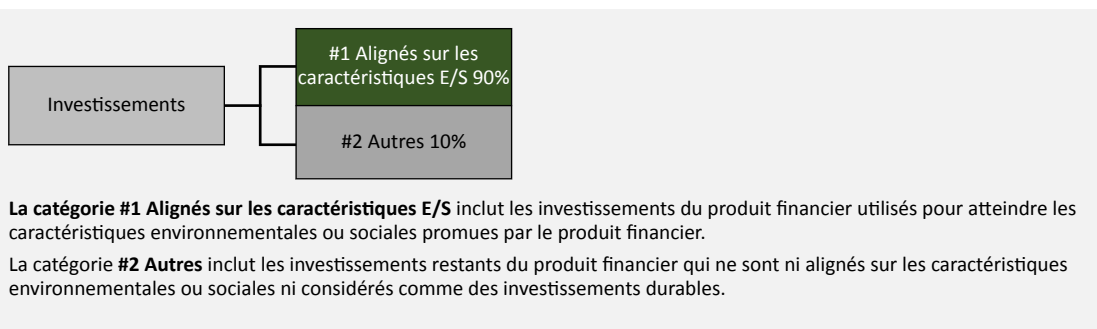 #1 Alignés sur les
caractéristiques E/S 90%
Investissements
#2 Autres 10%
La catégorie #1 Alignés sur les caractéristiques E/S inclut les investissements du produit financier utilisés pour atteindre les
caractéristiques environnementales ou sociales promues par le produit financier.
La catégorie #2 Autres inclut les investissements restants du produit financier qui ne sont ni alignés sur les caractéristiques
environnementales ou sociales ni considérés comme des investissements durables.